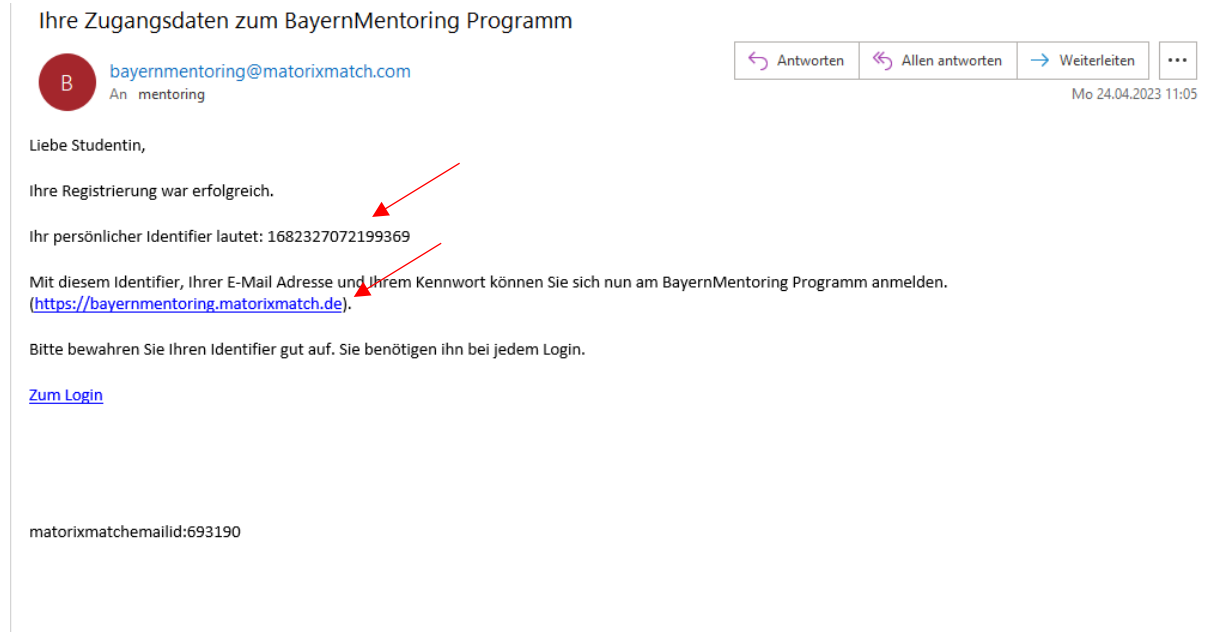 Ihre Zugangsdaten zum BayernMentoring Programm
B
bayernmentoring@matorixmatch.com
An mentoring
Antworten
Allen antworten
Weiterleiten
...
Mo 24.04.2023 11:05
Liebe Studentin,
Ihre Registrierung war erfolgreich.
Ihr persönlicher Identifier lautet: 1682327072199369
Mit diesem Identifier, Ihrer E-Mail Adresse und Ihrem Kennwort können Sie sich nun am BayernMentoring Programm anmelden.
(https://bayernmentoring.matorixmatch.de).
Bitte bewahren Sie Ihren Identifier gut auf. Sie benötigen ihn bei jedem Login.
Zum Login
matorixmatchemailid:693190